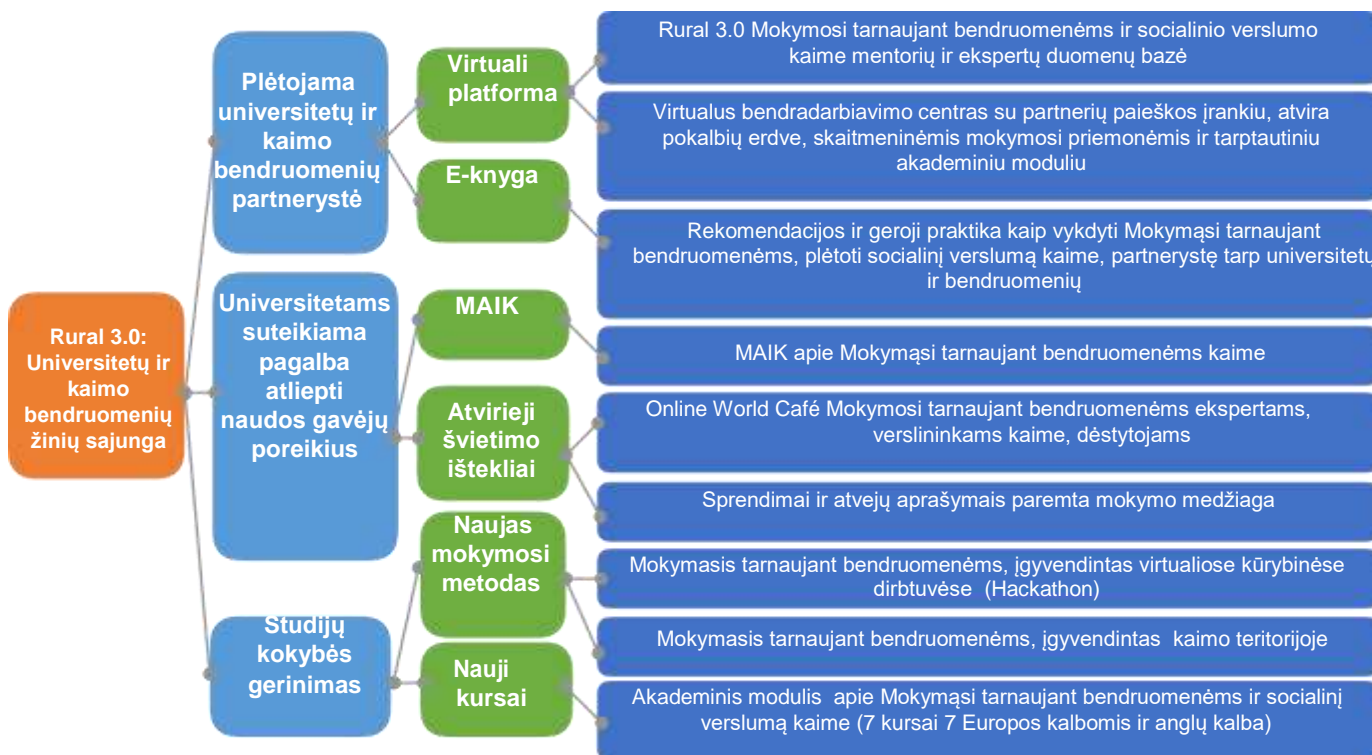 Rural 3.0:
Universitetų ir
kaimo
bendruomenių
žinių sajunga
Plėtojama
universitetų ir
kaimo
bendruomenių
partnerystė
Virtuali
platforma
Rural 3.0 Mokymosi tarnaujant bendruomenėms ir socialinio verslumo
kaime mentorių ir ekspertų duomenų bazė
Virtualus bendradarbiavimo centras su partnerių paieškos įrankiu, atvira
pokalbių erdve, skaitmeninėmis mokymosi priemonėmis ir tarptautiniu
akademiniu moduliu
E-knyga
Rekomendacijos ir geroji praktika kaip vykdyti Mokymąsi tarnaujant
bendruomenėms, plėtoti socialinį verslumą kaime, partnerystę tarp universitetų
ir bendruomenių
Universitetams
suteikiama
pagalba
atliepti
naudos gavėjų
poreikius
MAIK
MAIK apie Mokymąsi tarnaujant bendruomenėms kaime
Atvirieji
švietimo
ištekliai
Online World Café Mokymosi tarnaujant bendruomenėms ekspertams,
verslininkams kaime, dėstytojams
Sprendimai ir atvejų aprašymais paremta mokymo medžiaga
Studijų
kokybės
gerinimas
Naujas
mokymosi
metodas
Mokymasis tarnaujant bendruomenėms, įgyvendintas virtualiose kūrybinėse
dirbtuvėse (Hackathon)
Mokymasis tarnaujant bendruomenėms, įgyvendintas kaimo teritorijoje
Nauji
kursai
Akademinis modulis apie Mokymąsi tarnaujant bendruomenėms ir socialinį
verslumą kaime (7 kursai 7 Europos kalbomis ir anglų kalba)